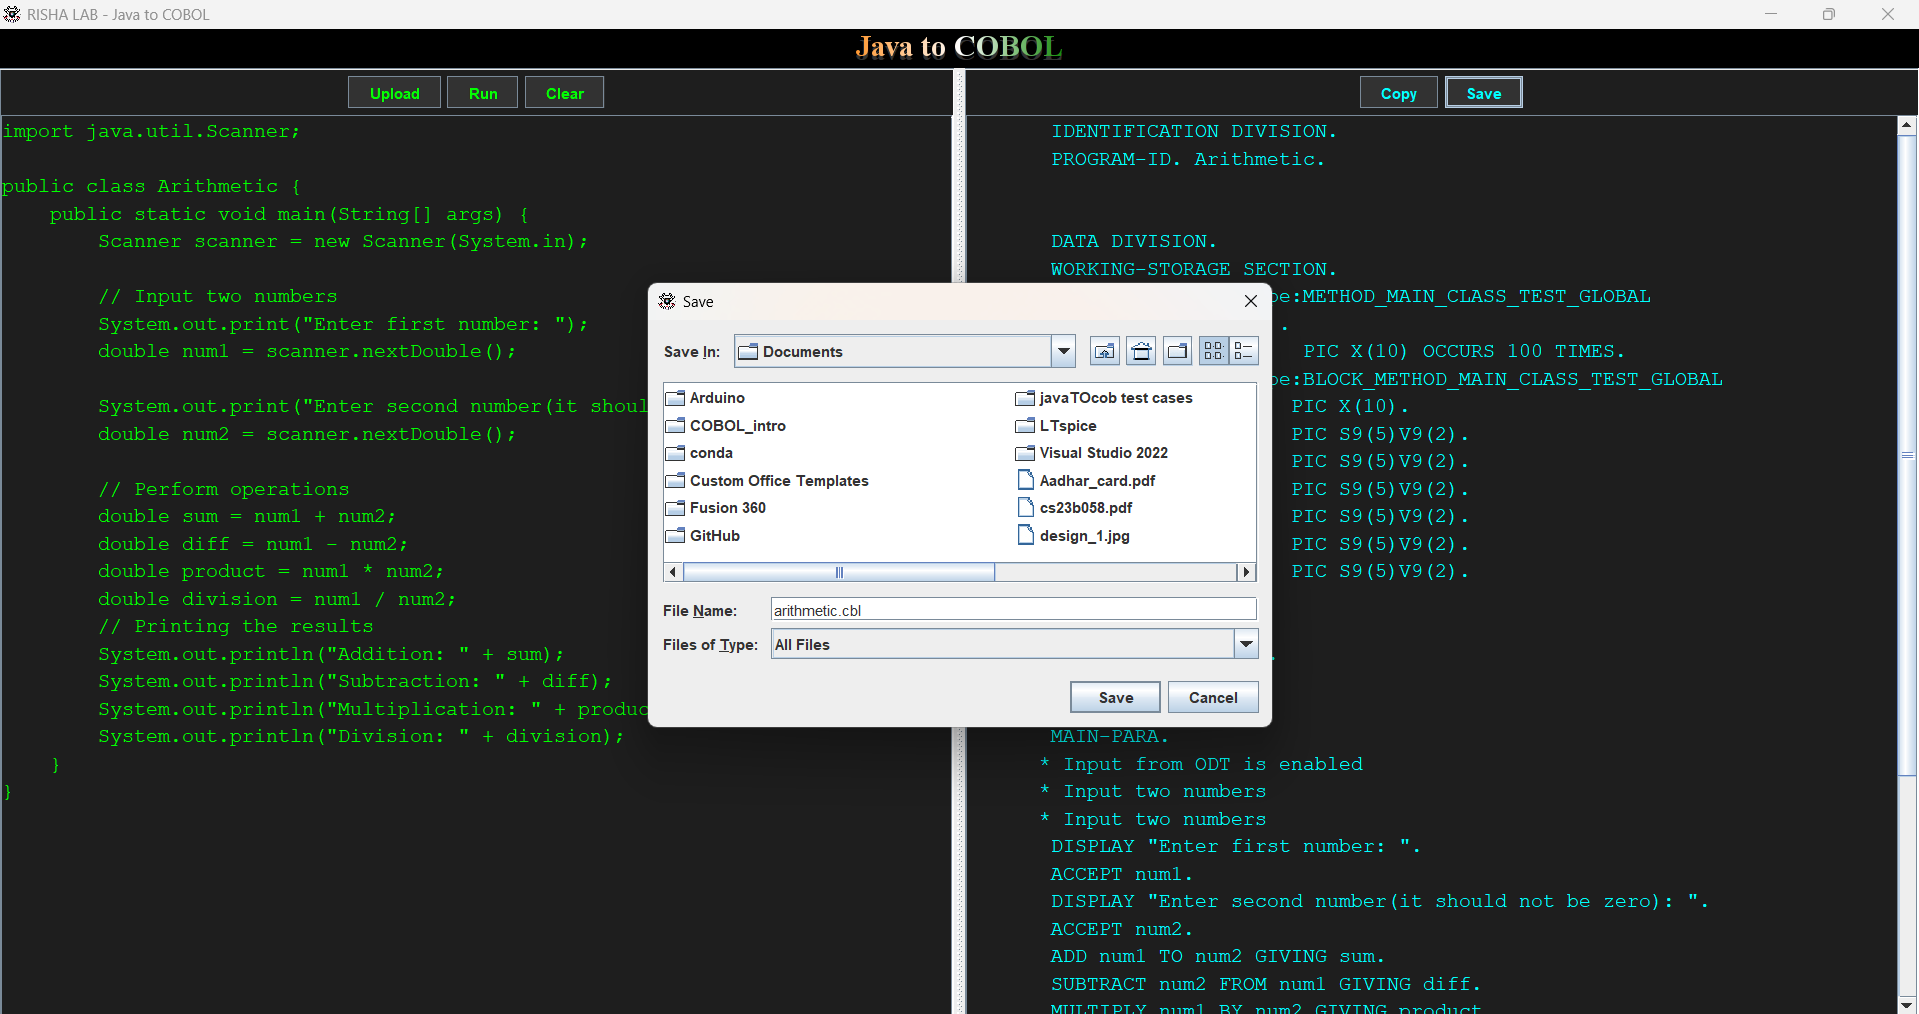 RISHA LAB - Java to COBOL
Java to COBOL
Upload Run Clear
Copy Save
import java.util.Scanner;
public class Arithmetic {
public static void main(String[] args) {
Scanner scanner = new Scanner(System.in);
// Input two numbers
System.out.print("Enter first number: ");
double num1 = scanner.nextDouble();
System.out.print("Enter second number(it shoul
double num2 = scanner.nextDouble();
// Perform operations
double sum = num1 + num2;
double diff = num1 - num2;
double product = num1 * num2;
double division = num1 / num2;
// Printing the results
System.out.println("Addition: " + sum);
System.out.println("Subtraction: " + diff);
System.out.println("Multiplication: " + produc
System.out.println("Division: " + division);
}
}
Save
Save In: Documents
Arduino
COBOL_intro
conda
Custom Office Templates
Fusion 360
GitHub
javaTOcob test cases
LTspice
Visual Studio 2022
Aadhar_card.pdf
cs23b058.pdf
design_1.jpg
File Name: arithmetic.cbl
Files of Type: All Files
Save Cancel
IDENTIFICATION DIVISION.
PROGRAM-ID. Arithmetic.
DATA DIVISION.
WORKING-STORAGE SECTION.
pe:METHOD_MAIN_CLASS_TEST_GLOBAL
.
PIC X(10) OCCURS 100 TIMES.
pe:BLOCK_METHOD_MAIN_CLASS_TEST_GLOBAL
PIC X(10).
PIC S9(5)V9(2).
PIC S9(5)V9(2).
PIC S9(5)V9(2).
PIC S9(5)V9(2).
PIC S9(5)V9(2).
PIC S9(5)V9(2).
.
MAIN-PARA.
* Input from ODT is enabled
* Input two numbers
* Input two numbers
DISPLAY "Enter first number: ".
ACCEPT num1.
DISPLAY "Enter second number(it should not be zero): ".
ACCEPT num2.
ADD num1 TO num2 GIVING sum.
SUBTRACT num2 FROM num1 GIVING diff.
MULTIPLY num1 BY num2 GIVING product